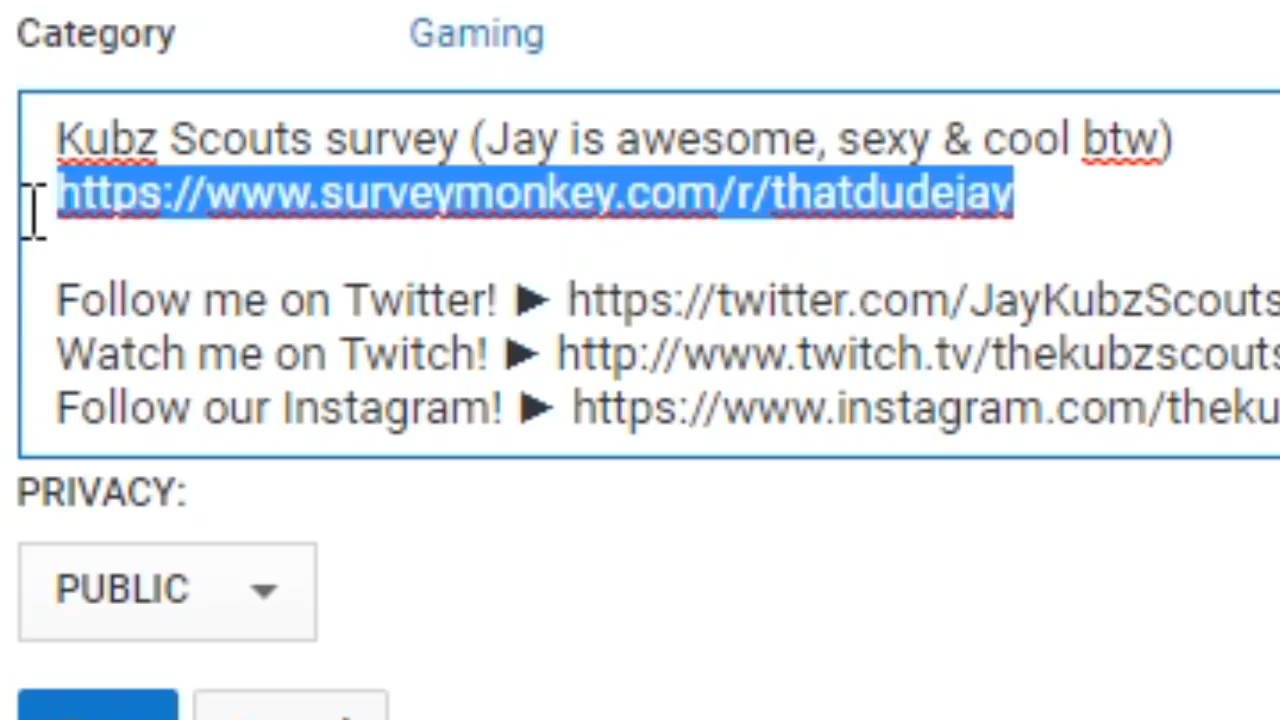 Category Gaming
Kubz Scouts survey (Jay is awesome, sexy & cool btw)
https://www.surveymonkey.com/r/thatdudejay
Follow me on Twitter! ► https://twitter.com/JayKubzScouts
Watch me on Twitch! ► http://www.twitch.tv/thekubzscouts
Follow our Instagram! ► https://www.instagram.com/theku
PRIVACY:
PUBLIC